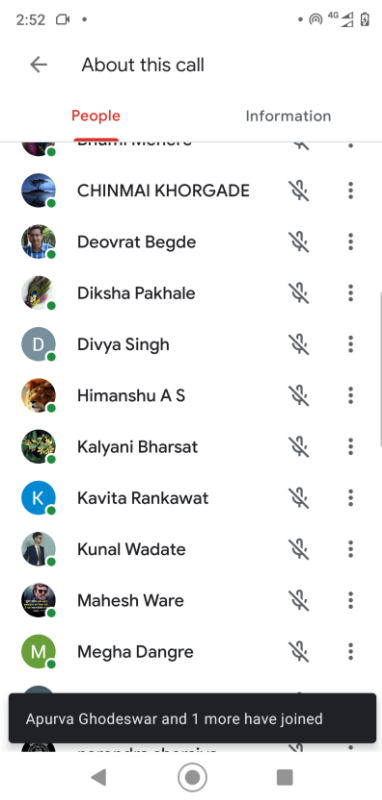 2:52
4G
About this call
People
Information
CHINMAI KHORGADE
Deovrat Begde
Diksha Pakhale
D
Divya Singh
Himanshu A S
Kalyani Bharsat
K
Kavita Rankawat
Kunal Wadate
Mahesh Ware
M
Megha Dangre
Apurva Ghodeswar and 1 more have joined